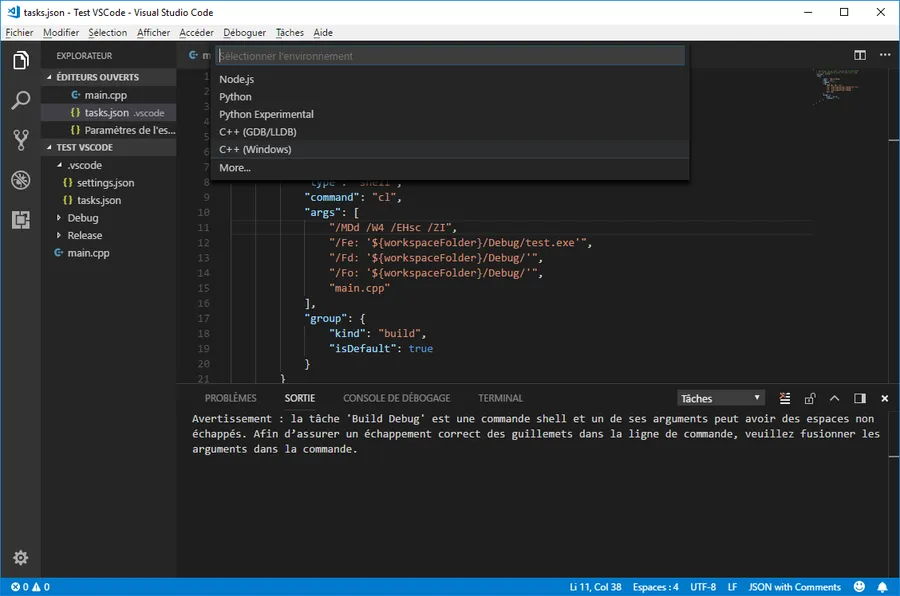 tasks.json - Test VSCode - Visual Studio Code
Fichier Modifier Sélection Afficher Accéder Déboguer Tâches Aide
EXPLORATEUR
ÉDITEURS OUVERTS
main.cpp
tasks.json .vscode
Paramètres de l'es...
TEST VSCODE
.vscode
settings.json
tasks.json
Debug
Release
main.cpp
m
Sélectionner l'environnement
Node.js
Python
Python Experimental
C++ (GDB/LLDB)
C++ (Windows)
More...
1
2
3
4
5
6
7
8 "type": "shell",
9 "command": "cl",
10 "args": [
11 "/MDd /W4 /EHsc /ZI",
12 "/Fe: '${workspaceFolder}/Debug/test.exe'",
13 "/Fd: '${workspaceFolder}/Debug/'",
14 "/Fo: '${workspaceFolder}/Debug/'",
15 "main.cpp"
16 ],
17 "group": {
18 "kind": "build",
19 "isDefault": true
20 }
21 }
PROBLÈMES SORTIE CONSOLE DE DÉBOGAGE TERMINAL Tâches
Avertissement : la tâche 'Build Debug' est une commande shell et un de ses arguments peut avoir des espaces non
échappés. Afin d’assurer un échappement correct des guillemets dans la ligne de commande, veuillez fusionner les
arguments dans la commande.
0 0 Li 11, Col 38 Espaces : 4 UTF-8 LF JSON with Comments